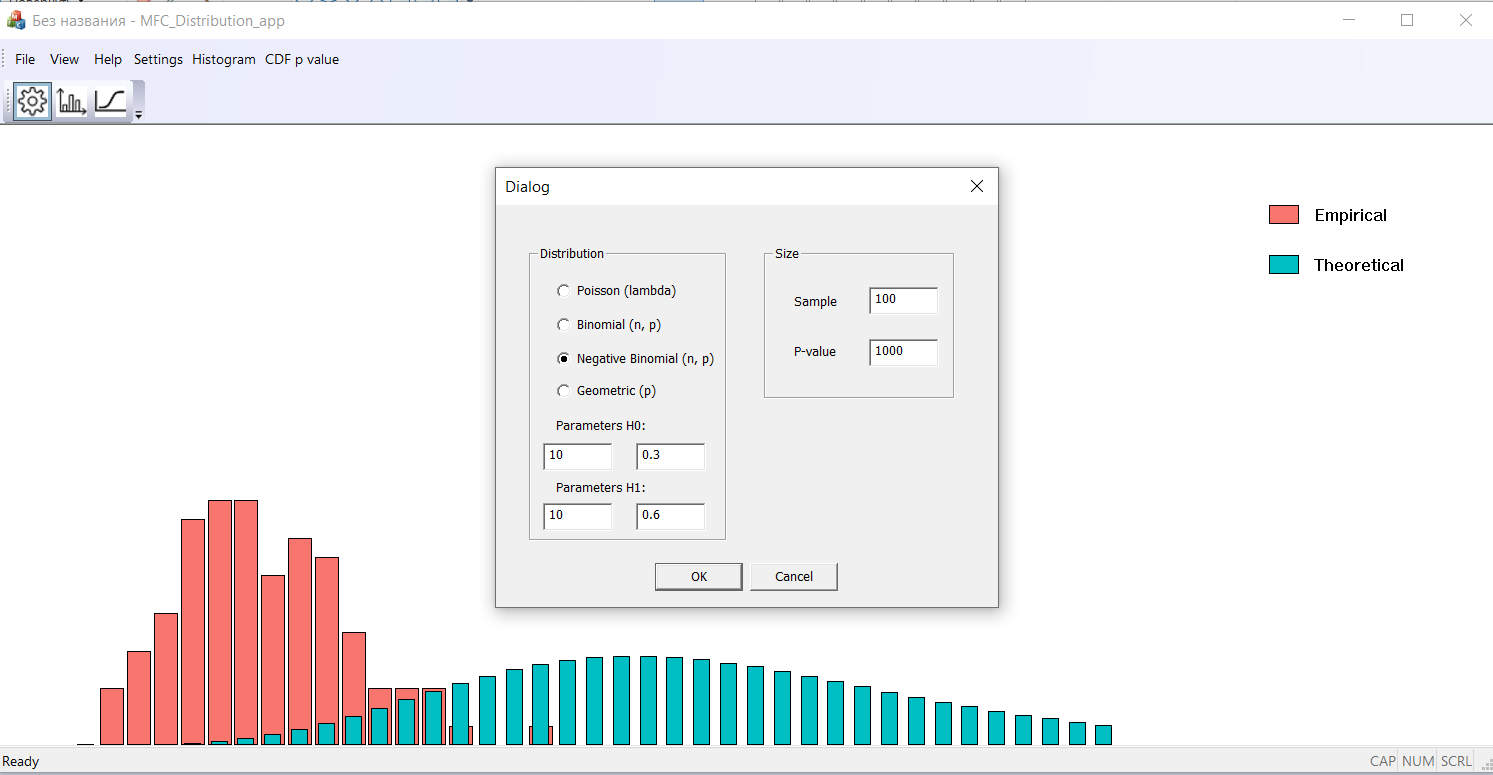 Без названия - MFC_Distribution_app
File View Help Settings Histogram CDF p value
Dialog
Distribution
Poisson (lambda)
Binomial (n, p)
Negative Binomial (n, p)
Geometric (p)
Parameters H0:
10 0.3
Parameters H1:
10 0.6
Size
Sample 100
P-value 1000
OK Cancel
Empirical
Theoretical
Ready CAP NUM SCRL